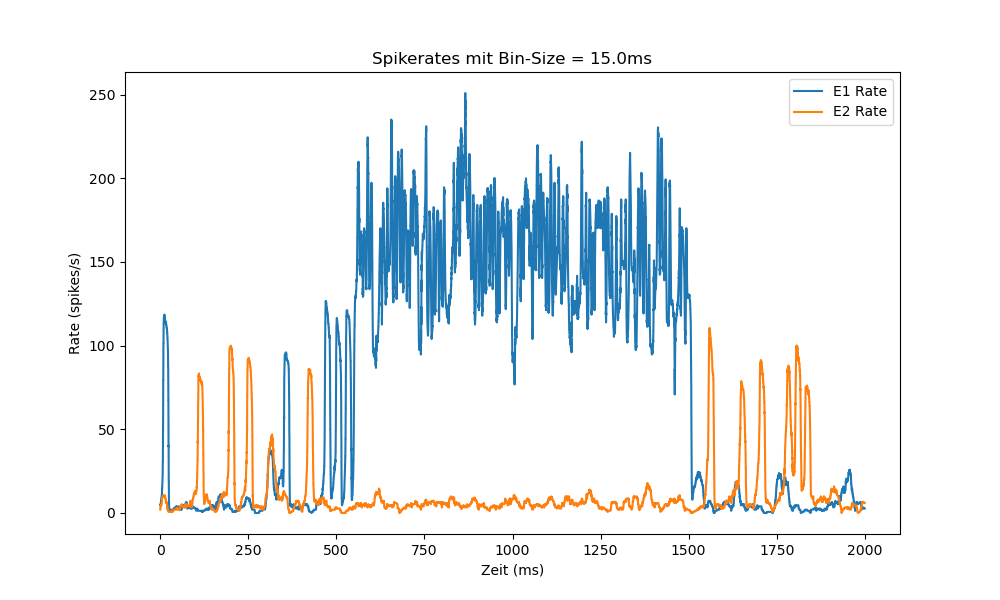 Spikerates mit Bin-Size = 15.0ms
E1 Rate
E2 Rate
Rate (spikes/s)
250
200
150
100
50
0
0 250 500 750 1000 1250 1500 1750 2000
Zeit (ms)